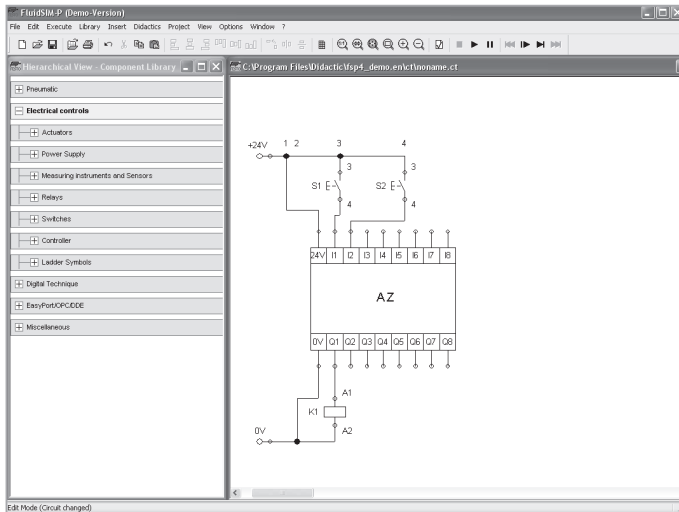 FluidSIM-P (Demo-Version)
File Edit Execute Library Insert Didactics Project View Options Window ?
Hierarchical View - Component Library
Pneumatic
Electrical controls
Actuators
Power Supply
Measuring instruments and Sensors
Relays
Switches
Controller
Ladder Symbols
Digital Technique
EasyPort/OPC/DDE
Miscellaneous
C:\Program Files\Didactic\fsp4_demo.en\ct\noname.ct
+24V 1 2 3 4
3 3
S1 S2
4 4
24V I1 I2 I3 I4 I5 I6 I7 I8
AZ
0V Q1 Q2 Q3 Q4 Q5 Q6 Q7 Q8
A1
K1
0V A2
Edit Mode (Circuit changed)